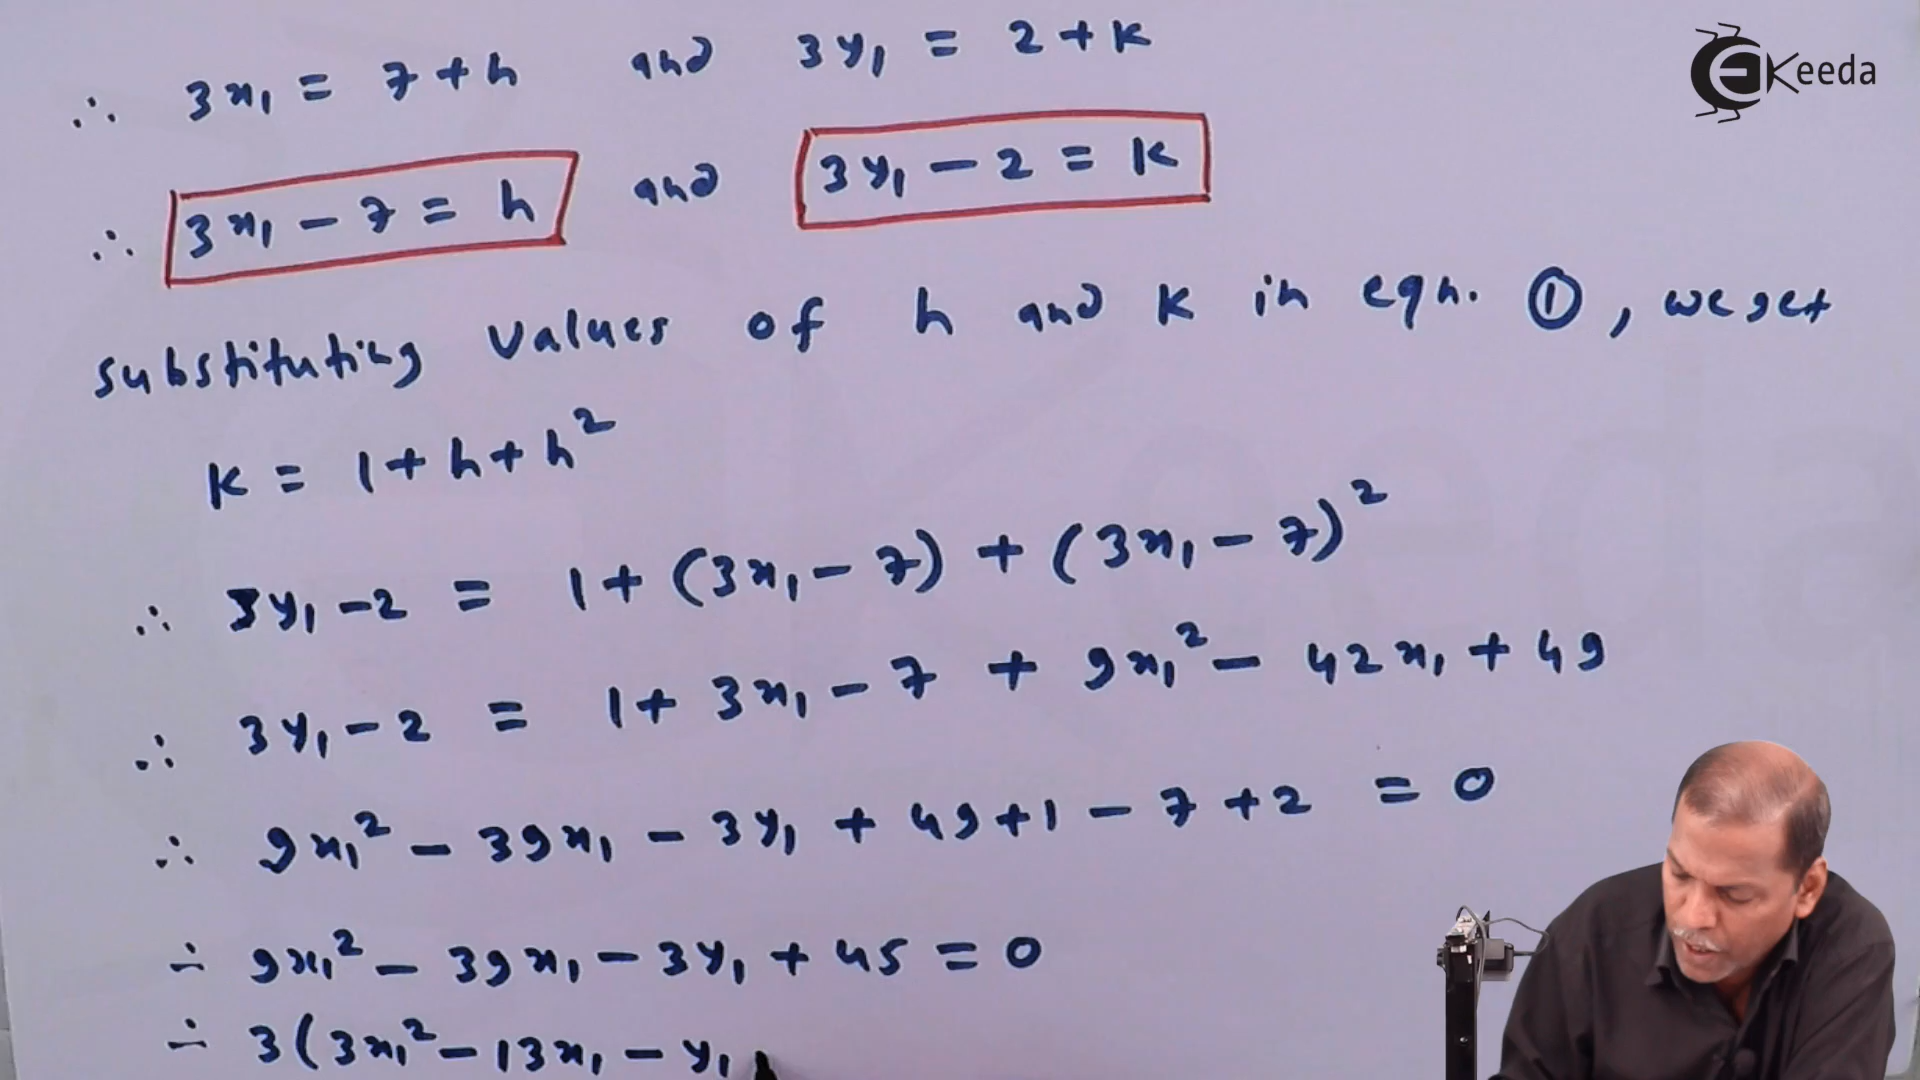 EKeeda
∴ 3x₁ = 7 + h and 3y₁ = 2 + k
∴ 3x₁ - 7 = h and 3y₁ - 2 = k
substituting values of h and k in eqn. ①, we get
k = 1 + h + h²
∴ 3y₁ - 2 = 1 + (3x₁ - 7) + (3x₁ - 7)²
∴ 3y₁ - 2 = 1 + 3x₁ - 7 + 9x₁² - 42x₁ + 49
∴ 9x₁² - 39x₁ - 3y₁ + 49 + 1 - 7 + 2 = 0
∴ 9x₁² - 39x₁ - 3y₁ + 45 = 0
∴ 3(3x₁² - 13x₁ - y₁